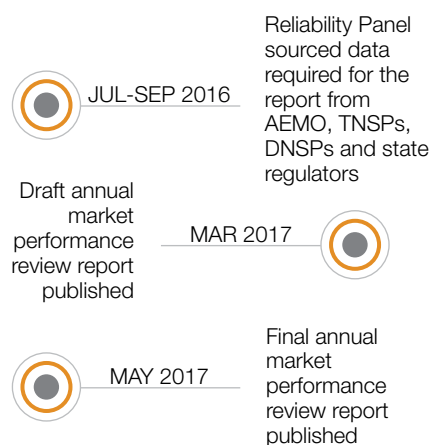 JUL-SEP 2016
Reliability Panel
sourced data
required for the
report from
AEMO, TNSPs,
DNSPs and state
regulators
Draft annual
market
performance
review report
published
MAR 2017
MAY 2017
Final annual
market
performance
review report
published